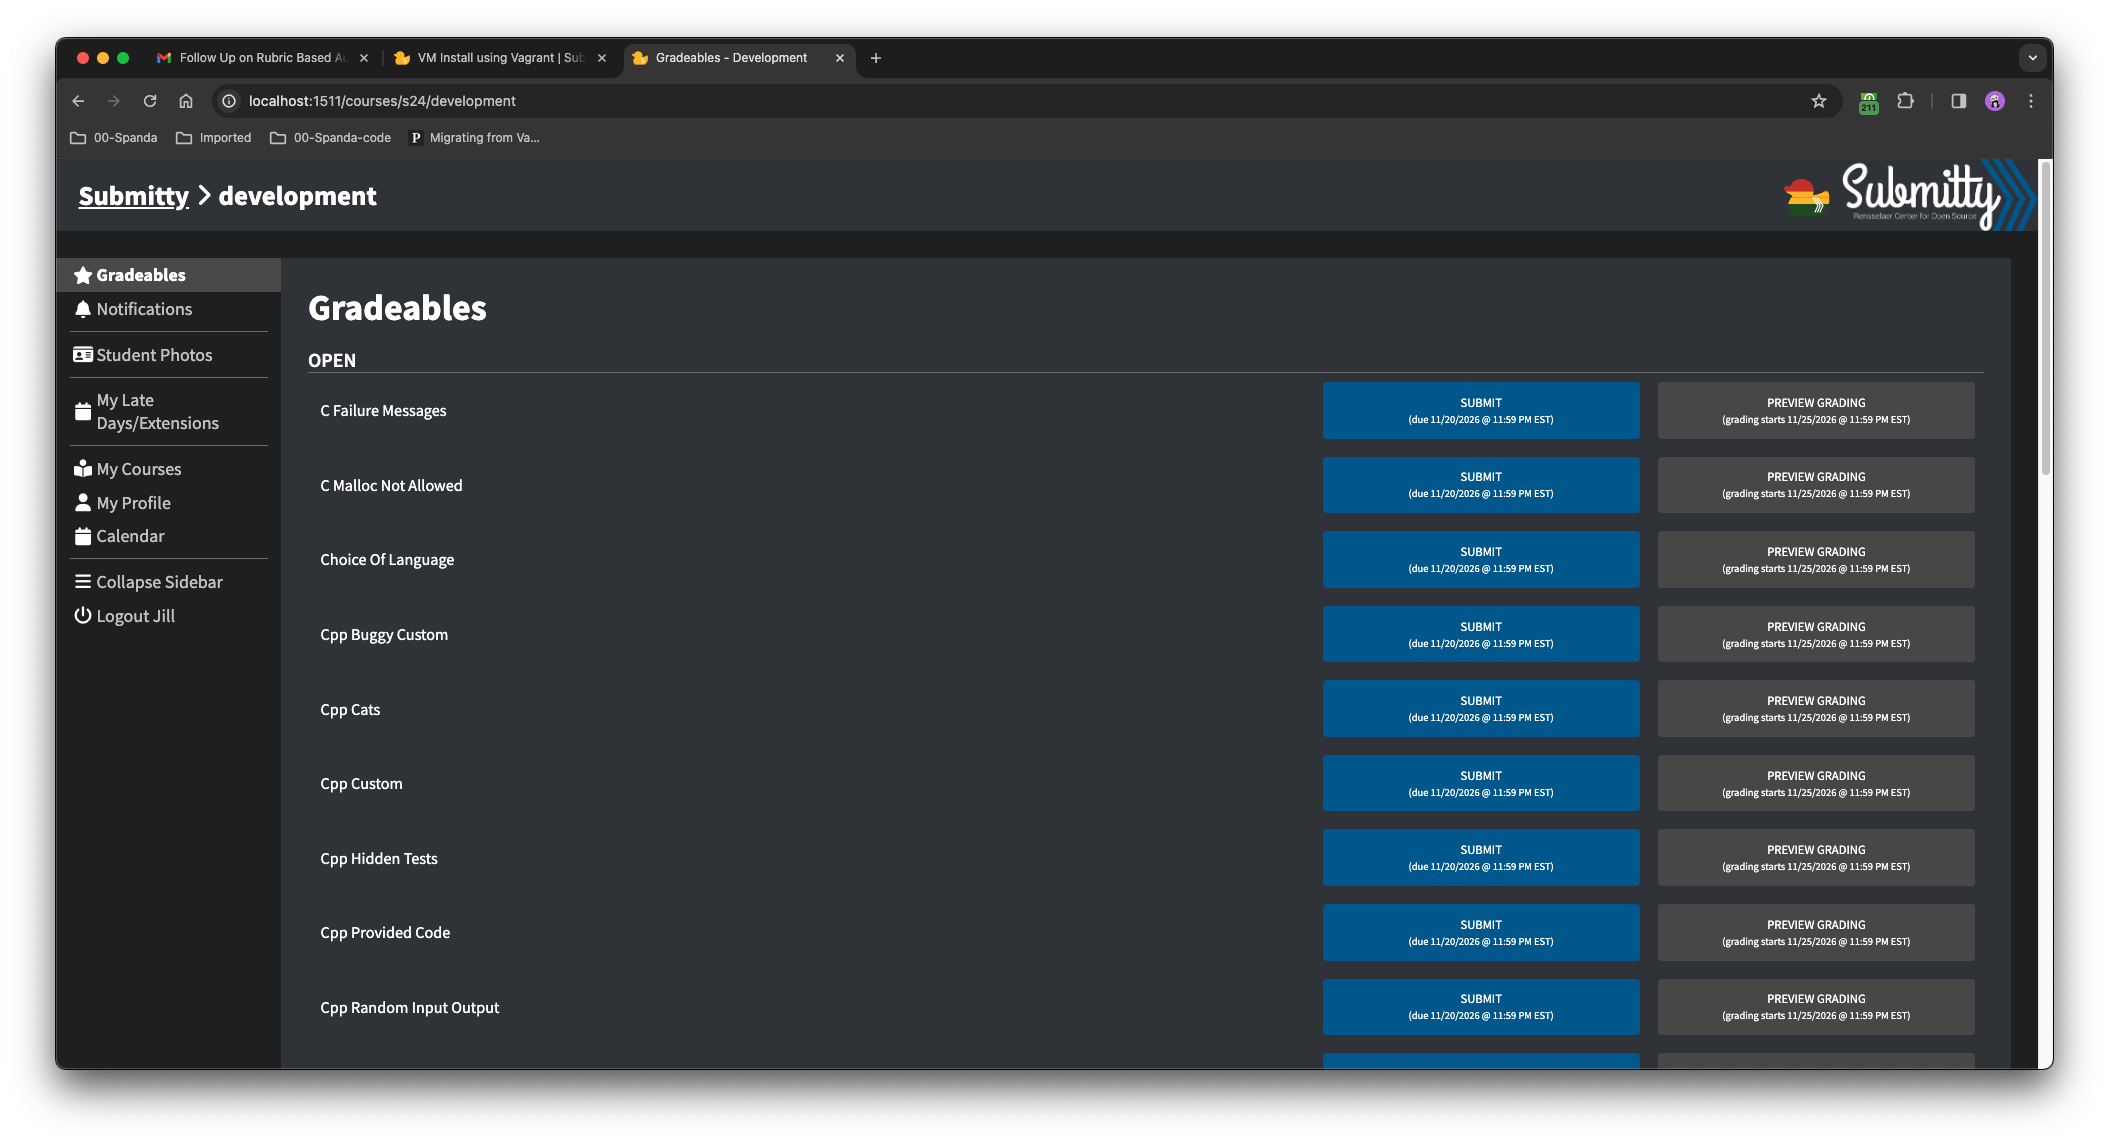 Follow Up on Rubric Based A
VM Install using Vagrant | Sub
Gradeables - Development
localhost:1511/courses/s24/development
211
00-Spanda
Imported
00-Spanda-code
P Migrating from Va...
Submitty > development
Submitty
Rensselaer Center for Open Source
Gradeables
Notifications
Student Photos
My Late
Days/Extensions
My Courses
My Profile
Calendar
Collapse Sidebar
Logout Jill
Gradeables
OPEN
C Failure Messages
SUBMIT
(due 11/20/2026 @ 11:59 PM EST)
PREVIEW GRADING
(grading starts 11/25/2026 @ 11:59 PM EST)
C Malloc Not Allowed
SUBMIT
(due 11/20/2026 @ 11:59 PM EST)
PREVIEW GRADING
(grading starts 11/25/2026 @ 11:59 PM EST)
Choice Of Language
SUBMIT
(due 11/20/2026 @ 11:59 PM EST)
PREVIEW GRADING
(grading starts 11/25/2026 @ 11:59 PM EST)
Cpp Buggy Custom
SUBMIT
(due 11/20/2026 @ 11:59 PM EST)
PREVIEW GRADING
(grading starts 11/25/2026 @ 11:59 PM EST)
Cpp Cats
SUBMIT
(due 11/20/2026 @ 11:59 PM EST)
PREVIEW GRADING
(grading starts 11/25/2026 @ 11:59 PM EST)
Cpp Custom
SUBMIT
(due 11/20/2026 @ 11:59 PM EST)
PREVIEW GRADING
(grading starts 11/25/2026 @ 11:59 PM EST)
Cpp Hidden Tests
SUBMIT
(due 11/20/2026 @ 11:59 PM EST)
PREVIEW GRADING
(grading starts 11/25/2026 @ 11:59 PM EST)
Cpp Provided Code
SUBMIT
(due 11/20/2026 @ 11:59 PM EST)
PREVIEW GRADING
(grading starts 11/25/2026 @ 11:59 PM EST)
Cpp Random Input Output
SUBMIT
(due 11/20/2026 @ 11:59 PM EST)
PREVIEW GRADING
(grading starts 11/25/2026 @ 11:59 PM EST)